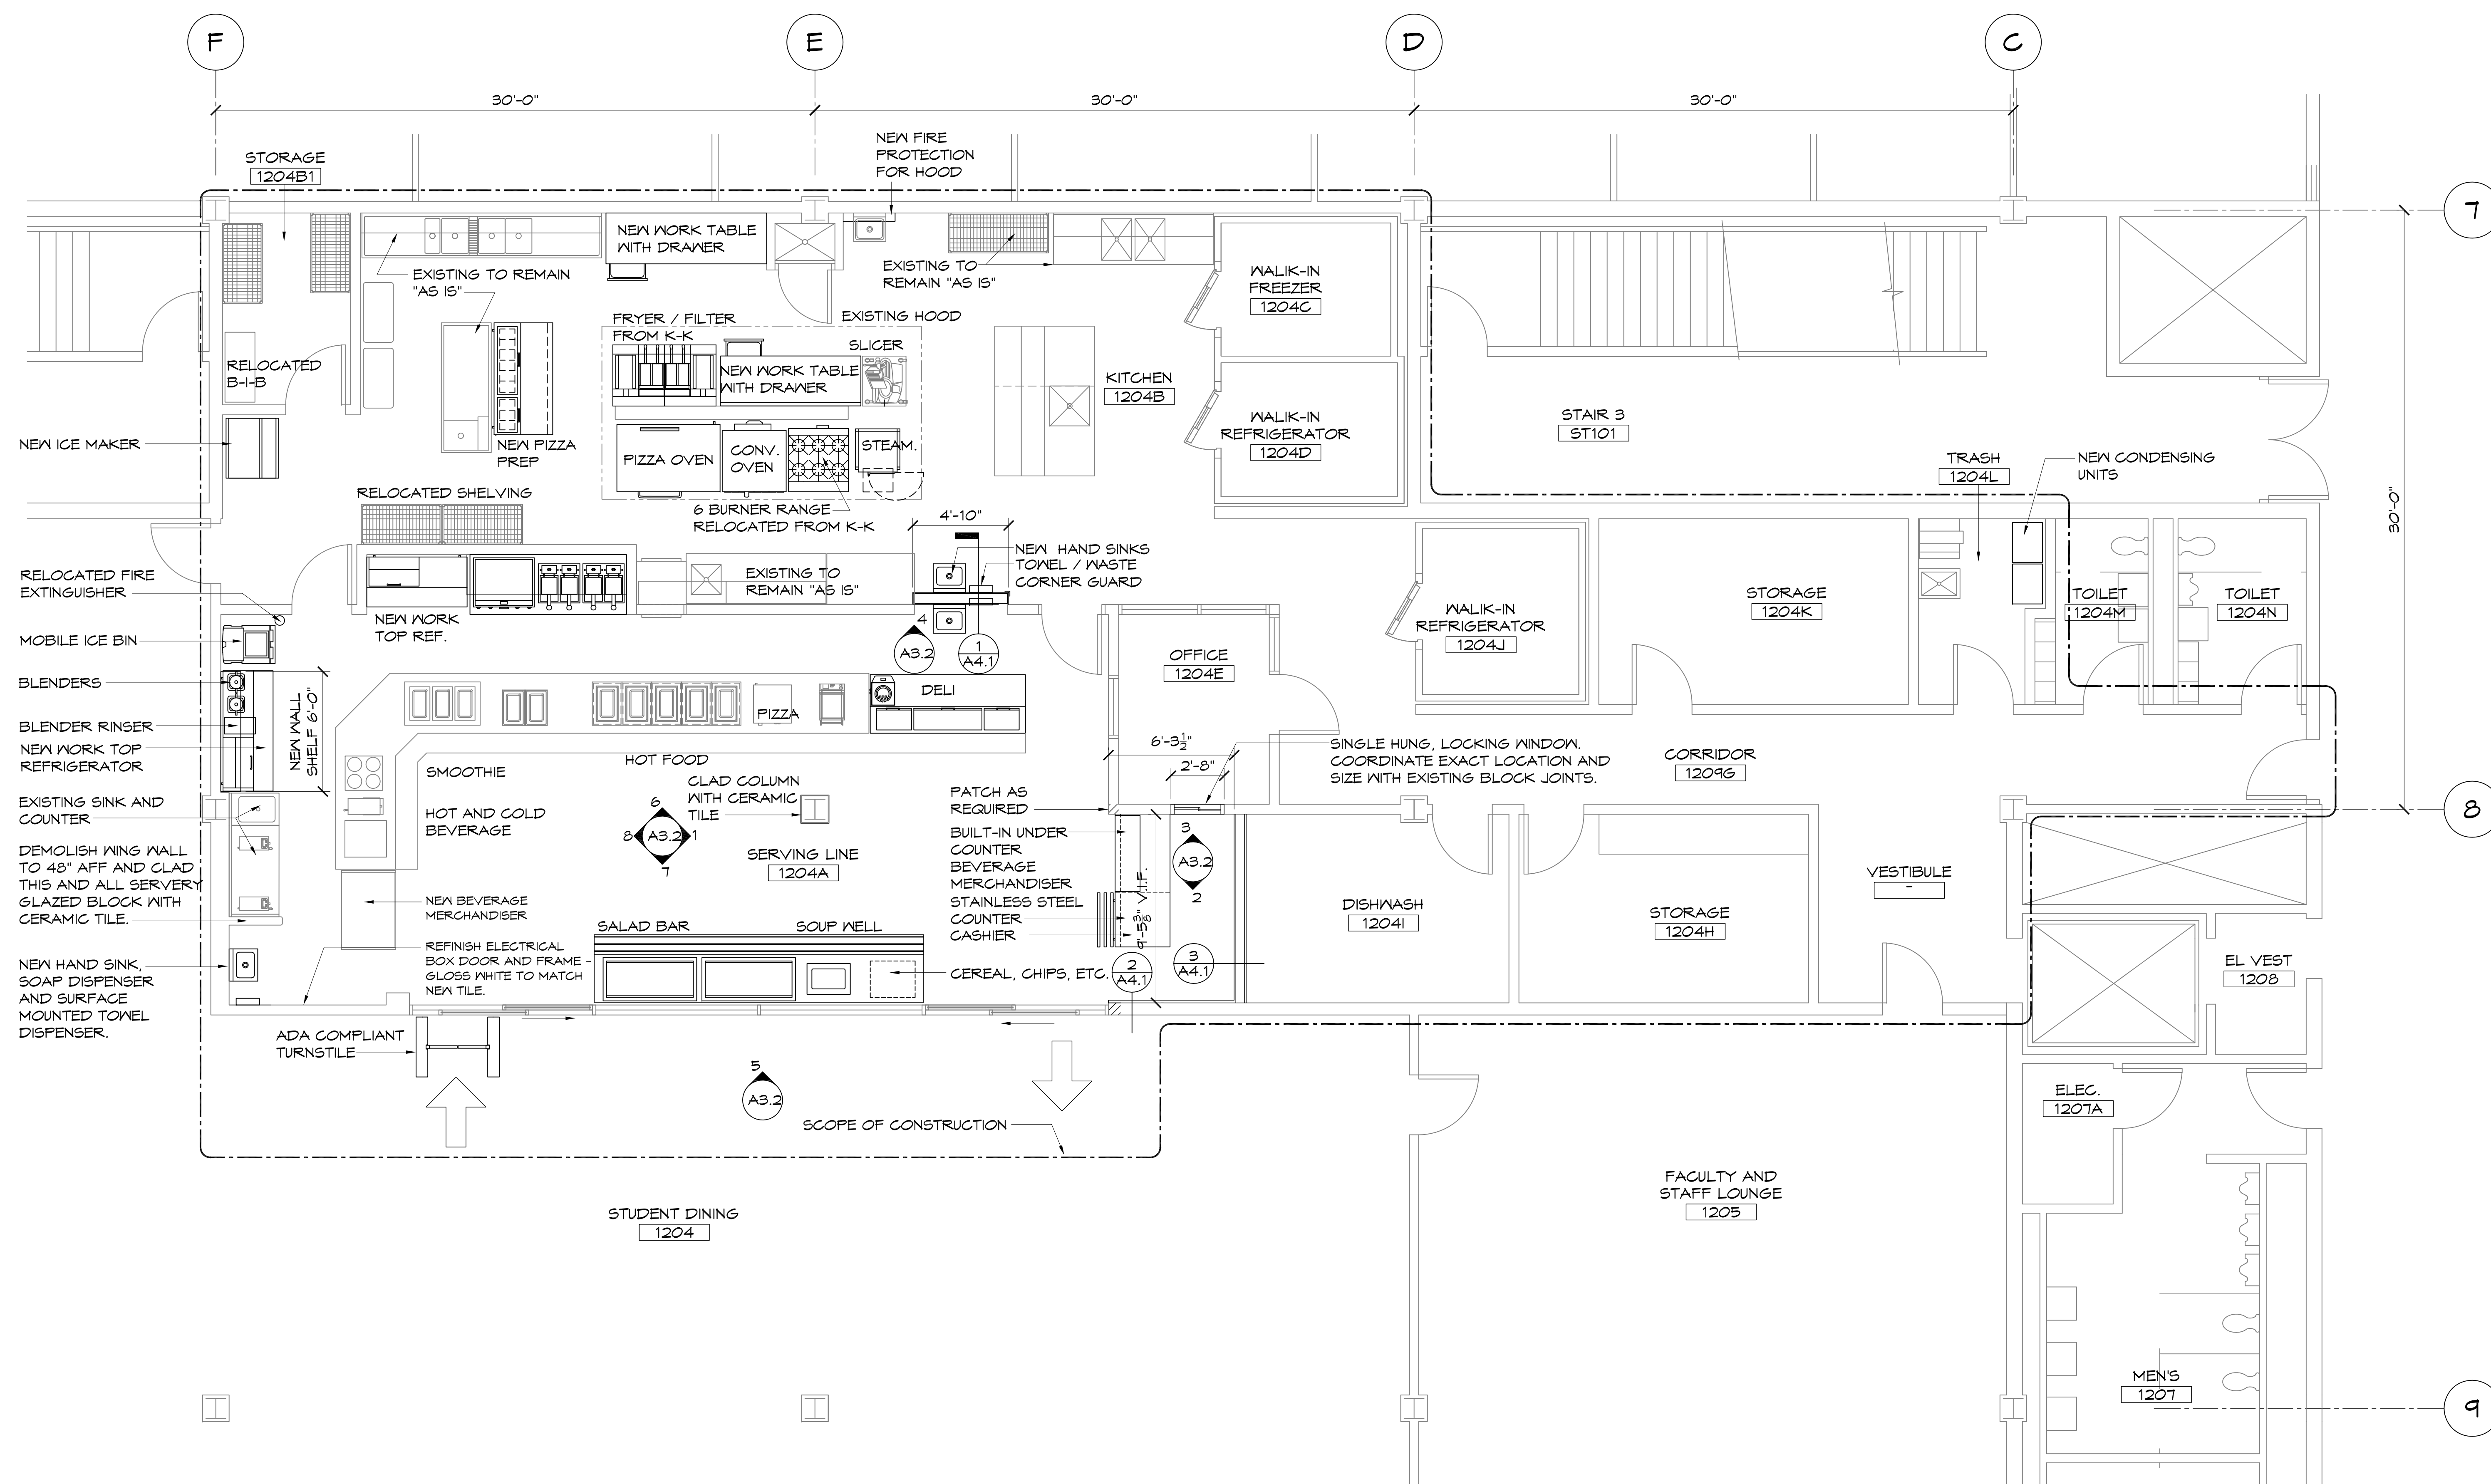 F
E
D
C
30'-0"
30'-0"
30'-0"
NEW FIRE
PROTECTION
FOR HOOD
STORAGE
1204B1
7
NEW WORK TABLE
WITH DRAWER
EXISTING TO REMAIN
"AS IS"
EXISTING TO
REMAIN "AS IS"
WALIK-IN
FREEZER
1204C
FRYER / FILTER
FROM K-K
EXISTING HOOD
SLICER
RELOCATED
B-I-B
NEW WORK TABLE
WITH DRAWER
KITCHEN
1204B
WALIK-IN
REFRIGERATOR
1204D
STAIR 3
ST101
NEW ICE MAKER
NEW PIZZA
PREP
PIZZA OVEN
CONV.
OVEN
STEAM.
TRASH
1204L
NEW CONDENSING
UNITS
RELOCATED SHELVING
6 BURNER RANGE
RELOCATED FROM K-K
4'-10"
30'-0"
NEW HAND SINKS
TOWEL / WASTE
CORNER GUARD
RELOCATED FIRE
EXTINGUISHER
EXISTING TO
REMAIN "AS IS"
NEW WORK
TOP REF.
STORAGE
1204K
TOILET
1204M
TOILET
1204N
WALIK-IN
REFRIGERATOR
1204J
MOBILE ICE BIN
4
A3.2
1
A4.1
OFFICE
1204E
BLENDERS
DELI
PIZZA
BLENDER RINSER
NEW WALL
SHELF 6'-0"
NEW WORK TOP
REFRIGERATOR
HOT FOOD
SMOOTHIE
6'-3½"
2'-8"
SINGLE HUNG, LOCKING WINDOW.
COORDINATE EXACT LOCATION AND
SIZE WITH EXISTING BLOCK JOINTS.
CORRIDOR
1209G
CLAD COLUMN
WITH CERAMIC
TILE
EXISTING SINK AND
COUNTER
HOT AND COLD
BEVERAGE
6
8
A3.2
1
7
PATCH AS
REQUIRED
8
BUILT-IN UNDER
COUNTER
BEVERAGE
MERCHANDISER
STAINLESS STEEL
COUNTER
CASHIER
3
A3.2
2
9'-5⅜" V.I.F.
SERVING LINE
1204A
DEMOLISH WING WALL
TO 48" AFF AND CLAD
THIS AND ALL SERVERY
GLAZED BLOCK WITH
CERAMIC TILE.
VESTIBULE
-
NEW BEVERAGE
MERCHANDISER
DISHWASH
1204I
STORAGE
1204H
SALAD BAR
SOUP WELL
REFINISH ELECTRICAL
BOX DOOR AND FRAME -
GLOSS WHITE TO MATCH
NEW TILE.
CEREAL, CHIPS, ETC.
2
A4.1
3
A4.1
EL VEST
1208
NEW HAND SINK,
SOAP DISPENSER
AND SURFACE
MOUNTED TOWEL
DISPENSER.
ADA COMPLIANT
TURNSTILE
5
A3.2
SCOPE OF CONSTRUCTION
ELEC.
1207A
STUDENT DINING
1204
FACULTY AND
STAFF LOUNGE
1205
MEN'S
1207
9